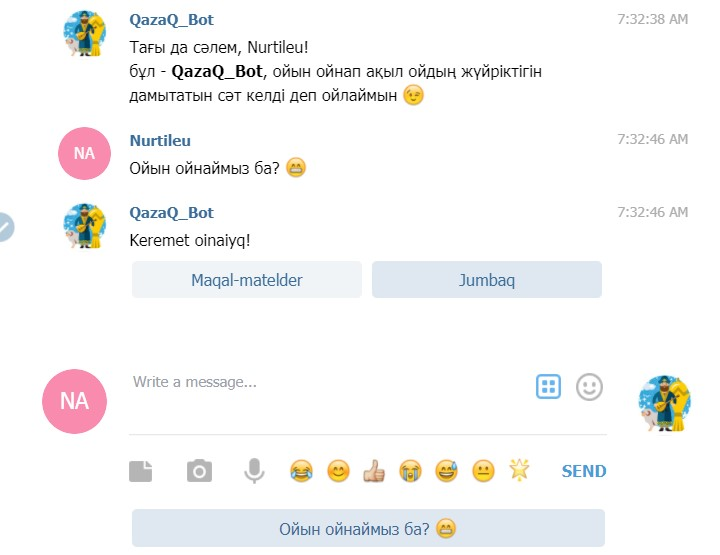 QazaQ_Bot 7:32:38 AM
Тағы да сәлем, Nurtileu!
бұл - QazaQ_Bot, ойын ойнап ақыл ойдың жүйріктігін
дамытатын сәт келді деп ойлаймын 😉
NA Nurtileu 7:32:46 AM
Ойын ойнаймыз ба? 😁
QazaQ_Bot 7:32:46 AM
Keremet oinaiyq!
Maqal-matelder Jumbaq
NA Write a message...
SEND
Ойын ойнаймыз ба? 😁